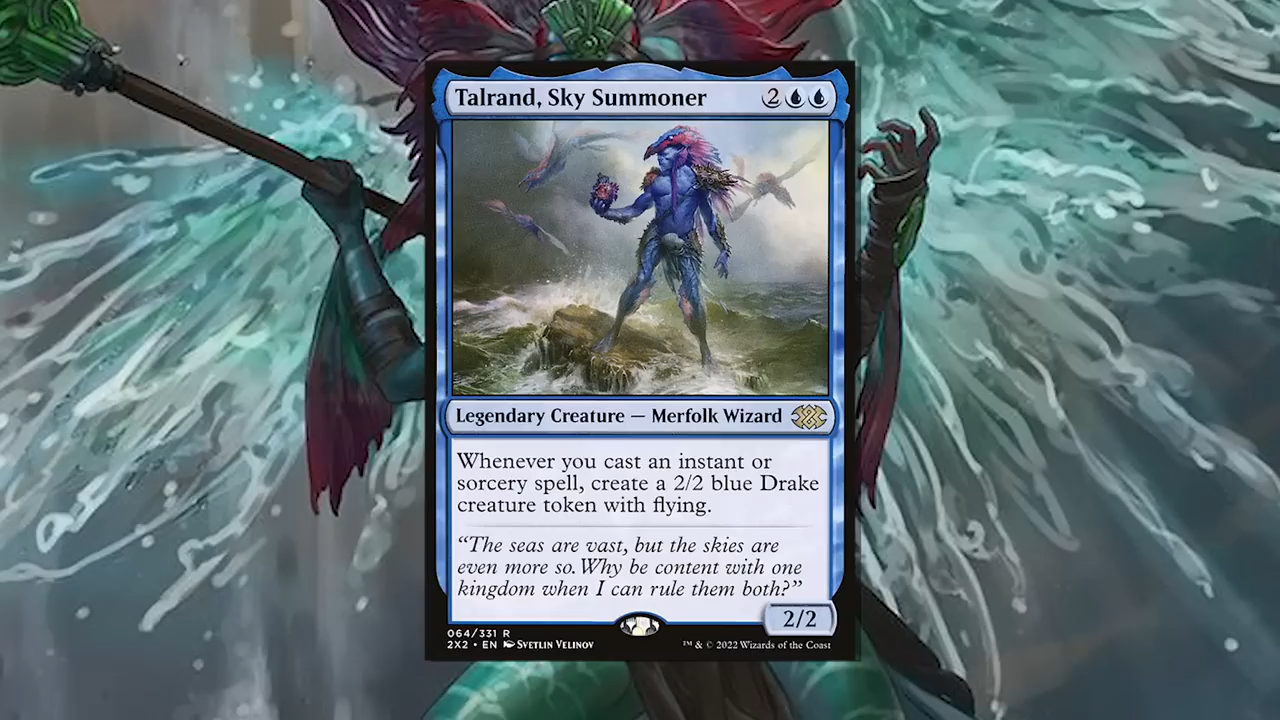 Talrand, Sky Summoner 2
Legendary Creature — Merfolk Wizard
Whenever you cast an instant or
sorcery spell, create a 2/2 blue Drake
creature token with flying.
“The seas are vast, but the skies are
even more so. Why be content with one
kingdom when I can rule them both?”
2/2
064/331 R
2X2 • EN Svetlin Velinov ™ & © 2022 Wizards of the Coast